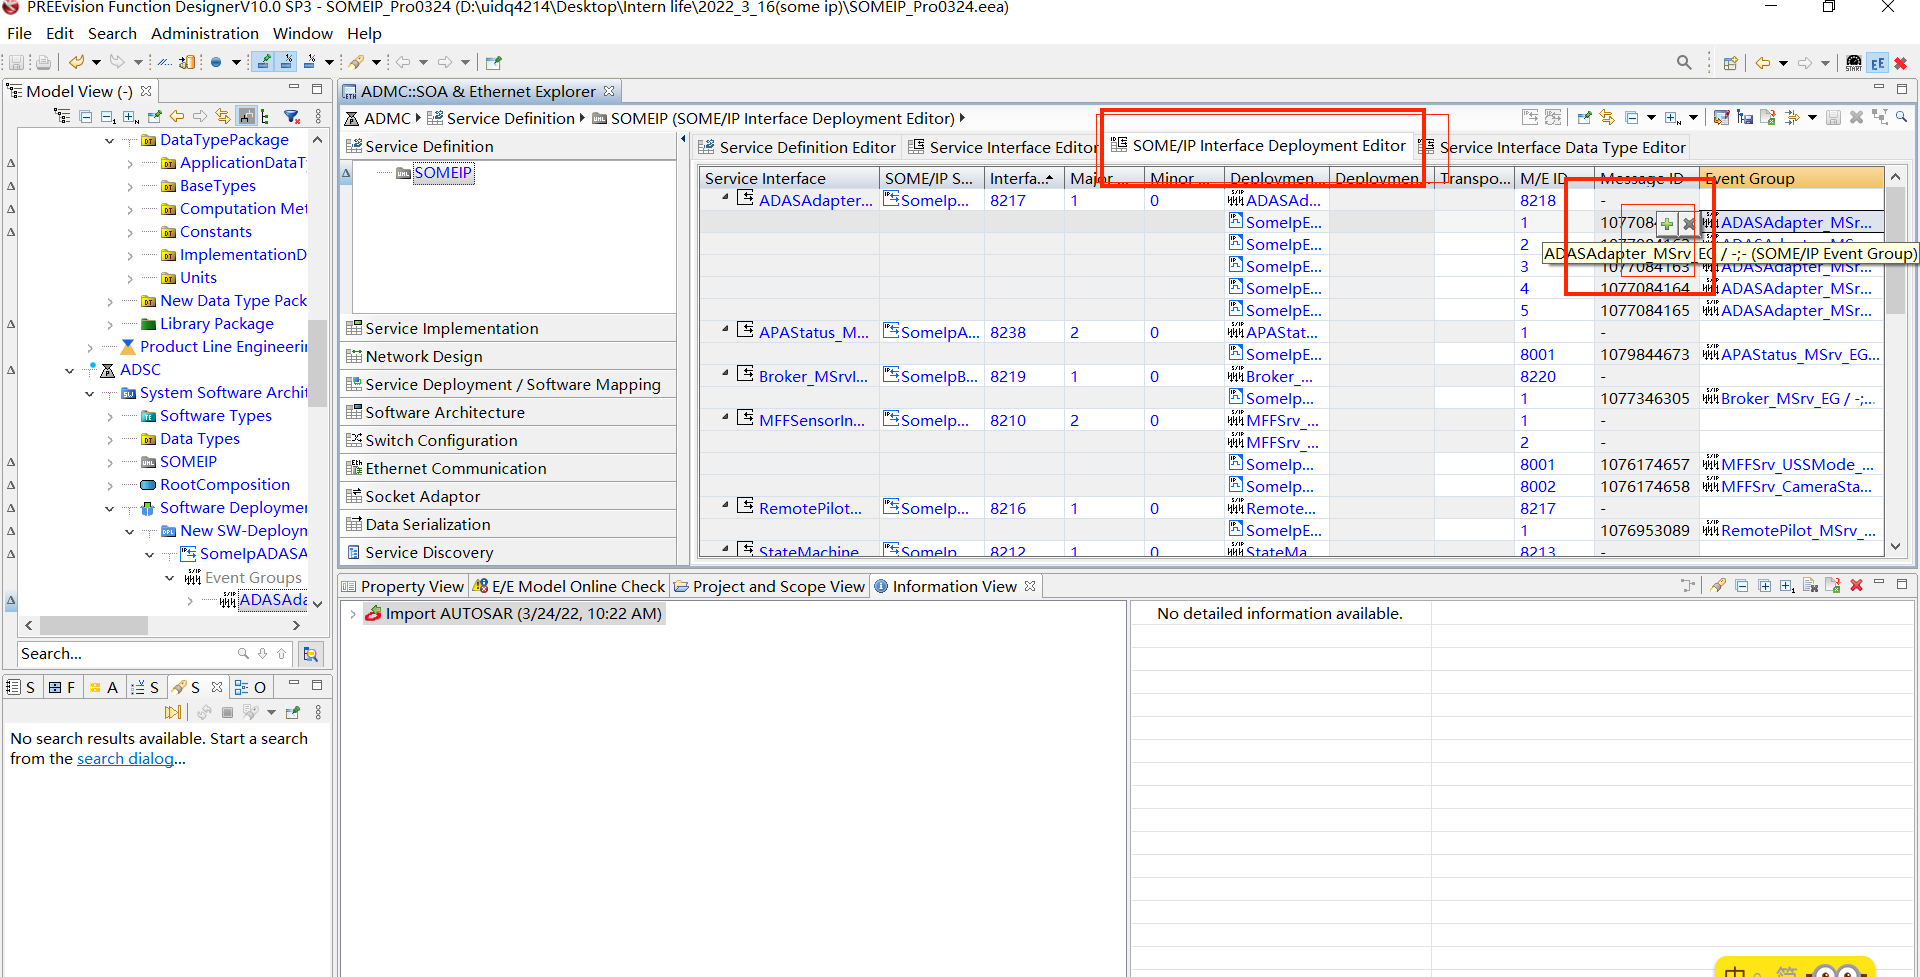 PREEvision Function DesignerV10.0 SP3 - SOMEIP_Pro0324 (D:\uidq4214\Desktop\Intern life\2022_3_16(some ip)\SOMEIP_Pro0324.eea)
File Edit Search Administration Window Help
START EE
Model View (-)
DataTypePackage
ApplicationDataT
BaseTypes
Computation Met
Constants
ImplementationD
Units
New Data Type Pack
Library Package
Product Line Engineerin
ADSC
System Software Archit
Software Types
Data Types
SOMEIP
RootComposition
Software Deploymen
New SW-Deploym
SomeIpADASA
Event Groups
ADASAda
Search...
S F A S S O
No search results available. Start a search
from the search dialog...
ADMC::SOA & Ethernet Explorer
ADMC Service Definition SOMEIP (SOME/IP Interface Deployment Editor)
Service Definition
SOMEIP
Service Implementation
Network Design
Service Deployment / Software Mapping
Software Architecture
Switch Configuration
Ethernet Communication
Socket Adaptor
Data Serialization
Service Discovery
Service Definition Editor Service Interface Editor SOME/IP Interface Deployment Editor Service Interface Data Type Editor
Service Interface SOME/IP S... Interfa... Major Minor Deploymen... Deploymen... Transpo... M/E ID Message ID Event Group
ADASAdapter... SomeIp... 8217 1 0 ADASAd... 8218 -
SomeIpE... 1 107708 ADASAdapter_MSr...
SomeIpE... 2
ADASAdapter_MSrv_EG / -;- (SOME/IP Event Group)
SomeIpE... 3 1077084163 ADASAdapter_MSr...
SomeIpE... 4 1077084164 ADASAdapter_MSr...
SomeIpE... 5 1077084165 ADASAdapter_MSr...
APAStatus_M... SomeIpA... 8238 2 0 APAStat... 1 -
SomeIpE... 8001 1079844673 APAStatus_MSrv_EG...
Broker_MSrvI... SomeIpB... 8219 1 0 Broker_... 8220 -
SomeIp... 1 1077346305 Broker_MSrv_EG / -;...
MFFSensorIn... SomeIp... 8210 2 0 MFFSrv_... 1 -
MFFSrv_... 2 -
SomeIp... 8001 1076174657 MFFSrv_USSMode_...
SomeIp... 8002 1076174658 MFFSrv_CameraSta...
RemotePilot... SomeIp... 8216 1 0 Remote... 8217 -
SomeIpE... 1 1076953089 RemotePilot_MSrv_...
StateMachine SomeIp 8212 1 0 StateMa 8213 -
Property View E/E Model Online Check Project and Scope View Information View
Import AUTOSAR (3/24/22, 10:22 AM)
No detailed information available.
中 简